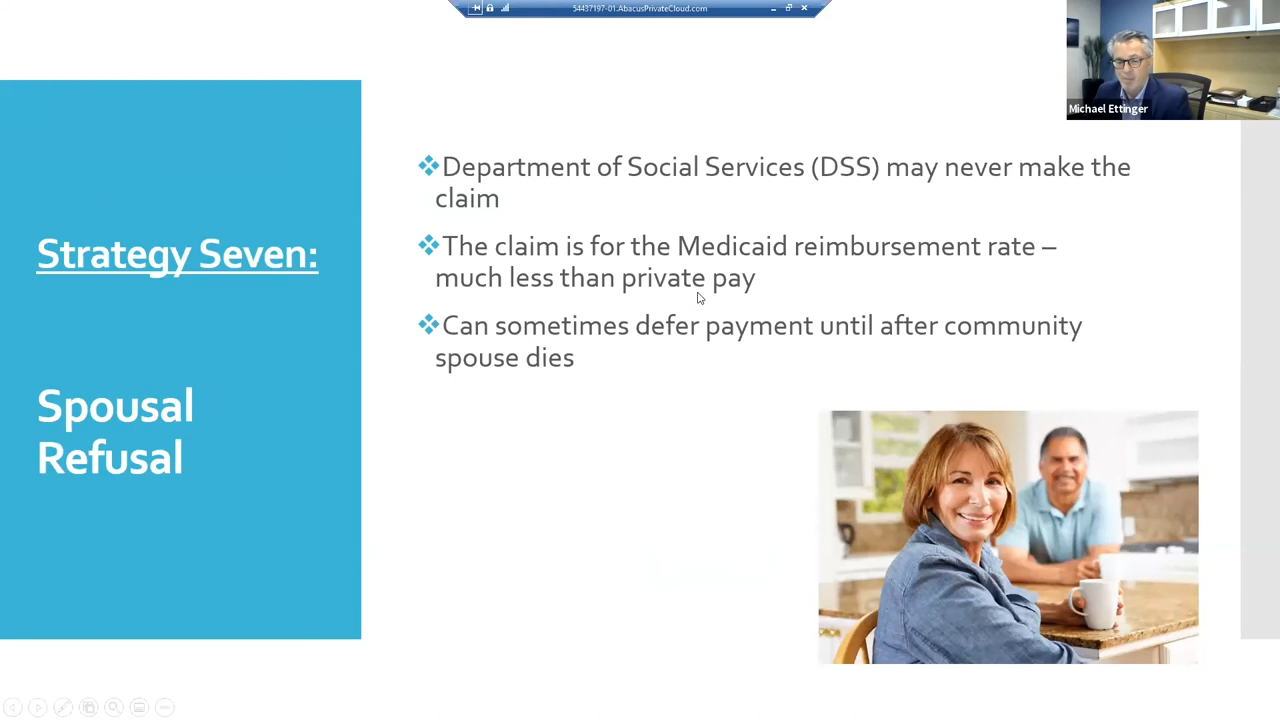 54437197-01.AbacusPrivateCloud.com
Michael Ettinger
Strategy Seven:
Spousal
Refusal
Department of Social Services (DSS) may never make the
claim
The claim is for the Medicaid reimbursement rate –
much less than private pay
Can sometimes defer payment until after community
spouse dies